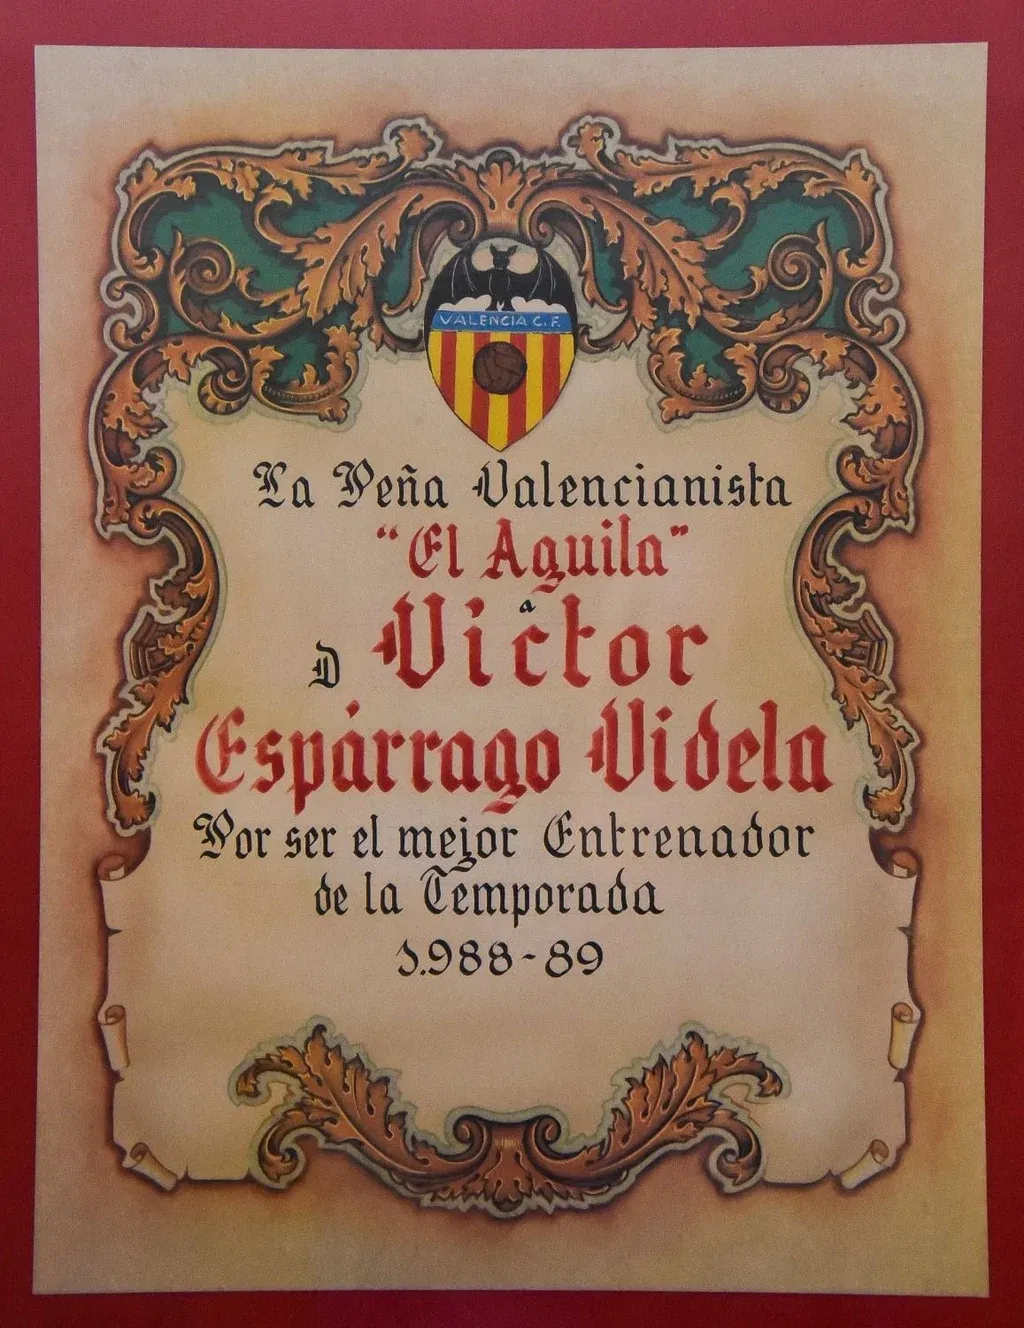 VALENCIA C.F.
La Peña Valencianista
"El Aguila"
a
D Victor
Espárrago Videla
Por ser el mejor Entrenador
de la Temporada
1.988-89